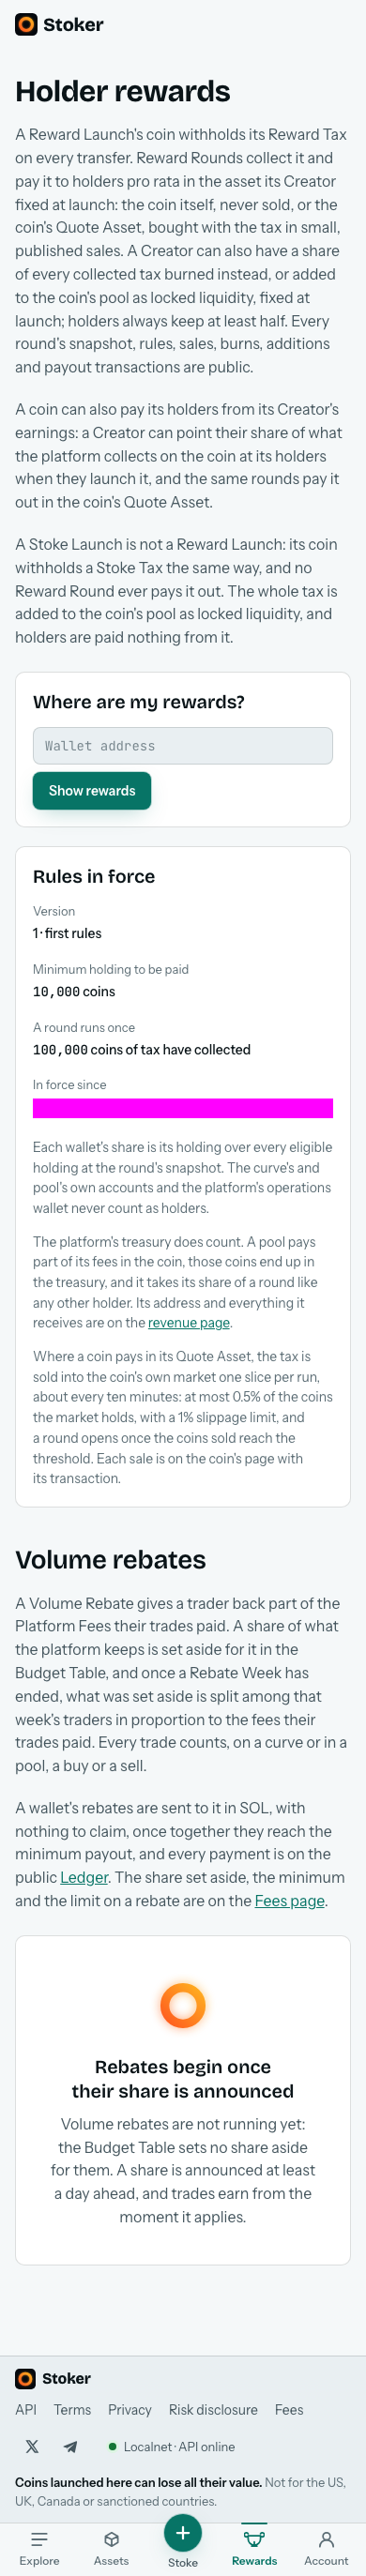 Stoker
Holder rewards
A Reward Launch's coin withholds its Reward Tax
on every transfer. Reward Rounds collect it and
pay it to holders pro rata in the asset its Creator
fixed at launch: the coin itself, never sold, or the
coin's Quote Asset, bought with the tax in small,
published sales. A Creator can also have a share
of every collected tax burned instead, or added
to the coin's pool as locked liquidity, fixed at
launch; holders always keep at least half. Every
round's snapshot, rules, sales, burns, additions
and payout transactions are public.
A coin can also pay its holders from its Creator's
earnings: a Creator can point their share of what
the platform collects on the coin at its holders
when they launch it, and the same rounds pay it
out in the coin's Quote Asset.
A Stoke Launch is not a Reward Launch: its coin
withholds a Stoke Tax the same way, and no
Reward Round ever pays it out. The whole tax is
added to the coin's pool as locked liquidity, and
holders are paid nothing from it.
Where are my rewards?
Wallet address
Show rewards
Rules in force
Version
1 · first rules
Minimum holding to be paid
10,000 coins
A round runs once
100,000 coins of tax have collected
In force since
Each wallet's share is its holding over every eligible
holding at the round's snapshot. The curve's and
pool's own accounts and the platform's operations
wallet never count as holders.
The platform's treasury does count. A pool pays
part of its fees in the coin, those coins end up in
the treasury, and it takes its share of a round like
any other holder. Its address and everything it
receives are on the revenue page.
Where a coin pays in its Quote Asset, the tax is
sold into the coin's own market one slice per run,
about every ten minutes: at most 0.5% of the coins
the market holds, with a 1% slippage limit, and
a round opens once the coins sold reach the
threshold. Each sale is on the coin's page with
its transaction.
Volume rebates
A Volume Rebate gives a trader back part of the
Platform Fees their trades paid. A share of what
the platform keeps is set aside for it in the
Budget Table, and once a Rebate Week has
ended, what was set aside is split among that
week's traders in proportion to the fees their
trades paid. Every trade counts, on a curve or in a
pool, a buy or a sell.
A wallet's rebates are sent to it in SOL, with
nothing to claim, once together they reach the
minimum payout, and every payment is on the
public Ledger. The share set aside, the minimum
and the limit on a rebate are on the Fees page.
Rebates begin once
their share is announced
Volume rebates are not running yet:
the Budget Table sets no share aside
for them. A share is announced at least
a day ahead, and trades earn from the
moment it applies.
Stoker
API Terms Privacy Risk disclosure Fees
Localnet · API online
Coins launched here can lose all their value. Not for the US,
UK, Canada or sanctioned countries.
Explore Assets Stoke Rewards Account